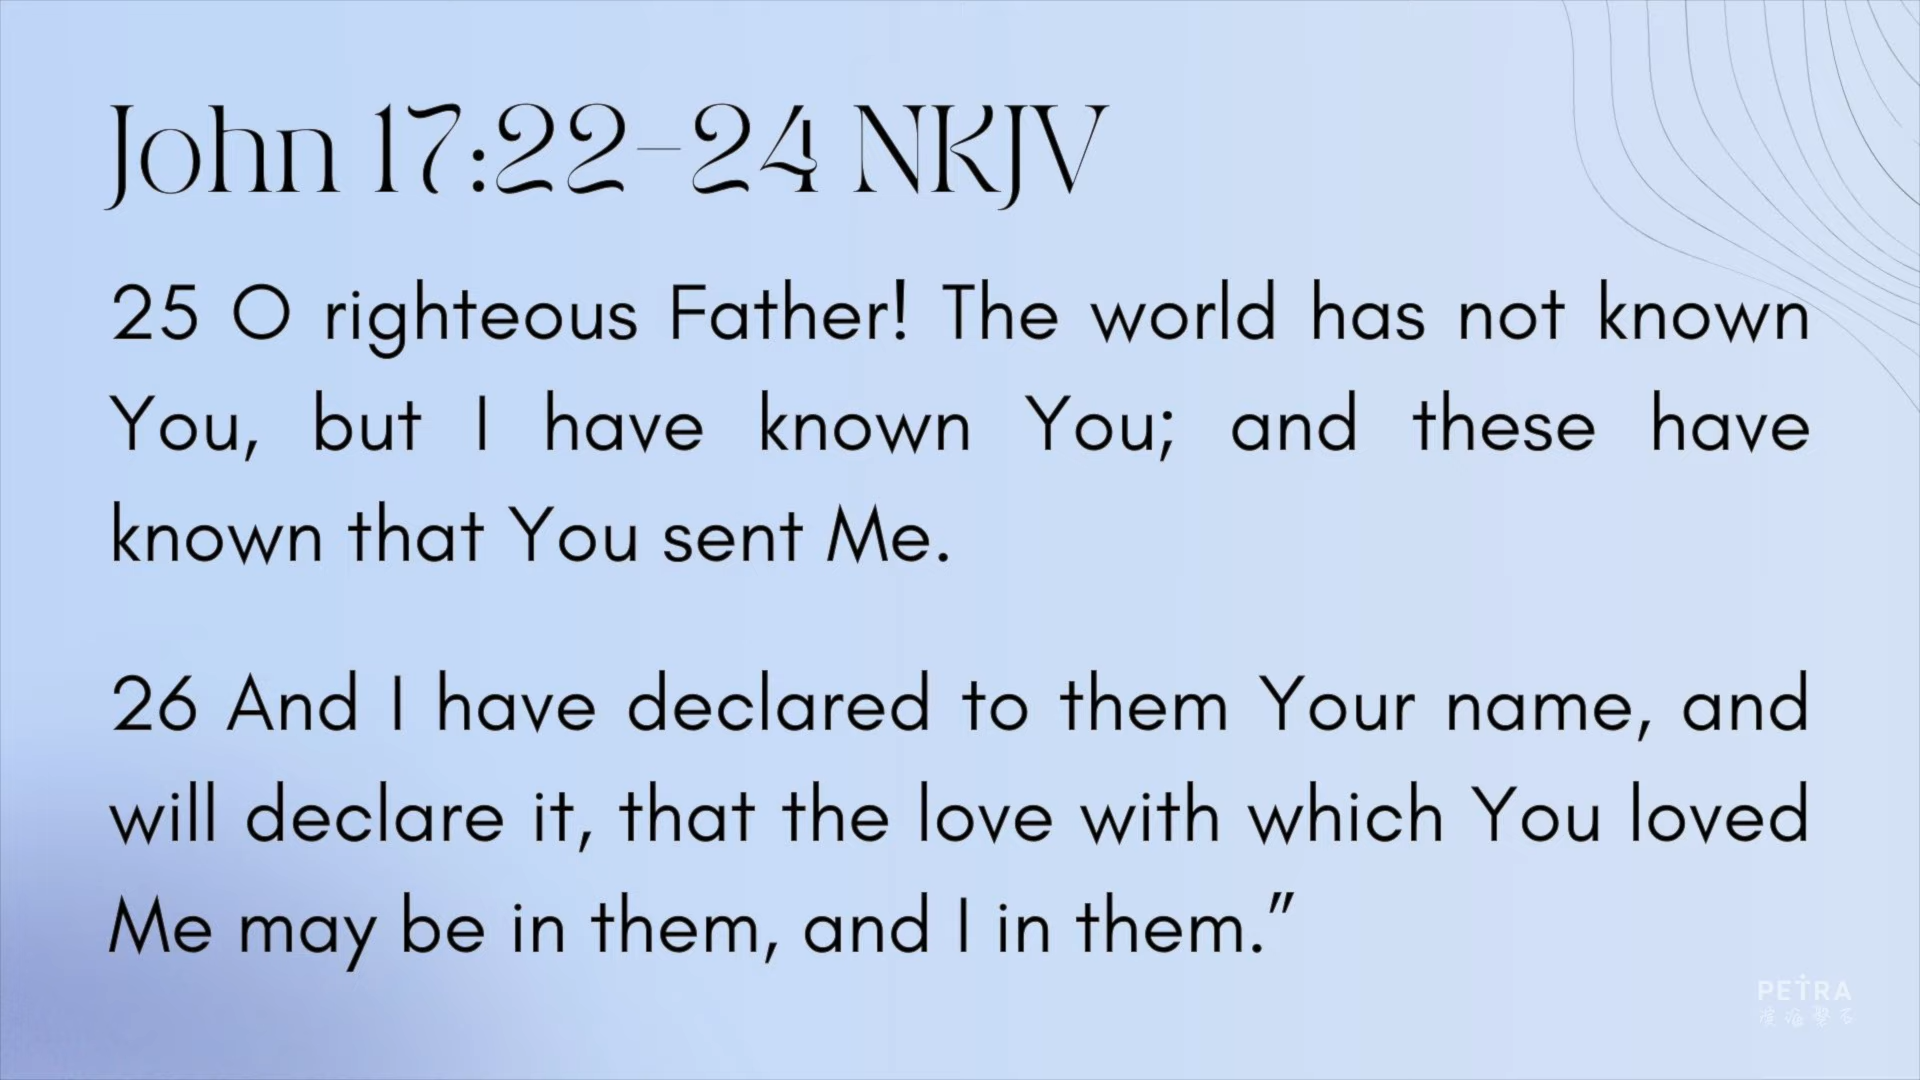 John 17:22-24 NKJV
25 O righteous Father! The world has not known
You, but I have known You; and these have
known that You sent Me.
26 And I have declared to them Your name, and
will declare it, that the love with which You loved
Me may be in them, and I in them.”
PETRA